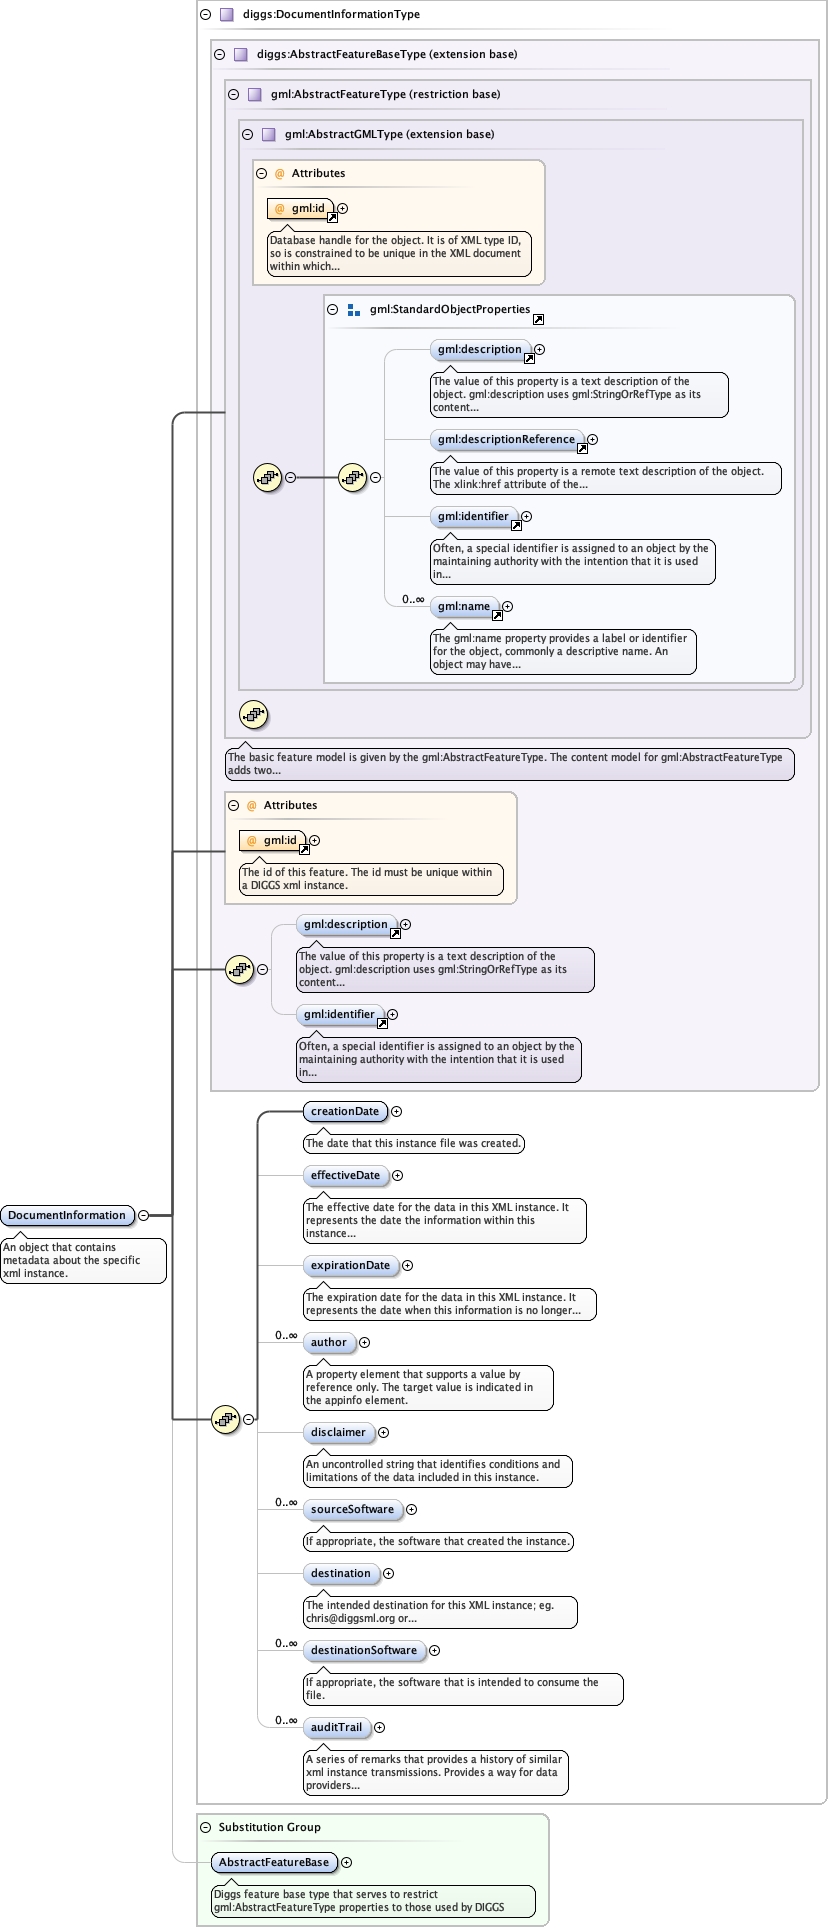 diggs:DocumentInformationType
diggs:AbstractFeatureBaseType (extension base)
gml:AbstractFeatureType (restriction base)
gml:AbstractGMLType (extension base)
@ Attributes
@ gml:id
Database handle for the object. It is of XML type ID,
so is constrained to be unique in the XML document
within which...
gml:StandardObjectProperties
gml:description
The value of this property is a text description of the
object. gml:description uses gml:StringOrRefType as its
content...
gml:descriptionReference
The value of this property is a remote text description of the object.
The xlink:href attribute of the...
gml:identifier
Often, a special identifier is assigned to an object by the
maintaining authority with the intention that it is used
in...
0..∞
gml:name
The gml:name property provides a label or identifier
for the object, commonly a descriptive name. An
object may have...
The basic feature model is given by the gml:AbstractFeatureType. The content model for gml:AbstractFeatureType
adds two...
@ Attributes
@ gml:id
The id of this feature. The id must be unique within
a DIGGS xml instance.
gml:description
The value of this property is a text description of the
object. gml:description uses gml:StringOrRefType as its
content...
gml:identifier
Often, a special identifier is assigned to an object by the
maintaining authority with the intention that it is used
in...
creationDate
The date that this instance file was created.
effectiveDate
The effective date for the data in this XML instance. It
represents the date the information within this
instance...
DocumentInformation
An object that contains
metadata about the specific
xml instance.
expirationDate
The expiration date for the data in this XML instance. It
represents the date when this information is no longer...
0..∞
author
A property element that supports a value by
reference only. The target value is indicated in
the appinfo element.
disclaimer
An uncontrolled string that identifies conditions and
limitations of the data included in this instance.
0..∞
sourceSoftware
If appropriate, the software that created the instance.
destination
The intended destination for this XML instance; eg.
chris@diggsml.org or...
0..∞
destinationSoftware
If appropriate, the software that is intended to consume the
file.
0..∞
auditTrail
A series of remarks that provides a history of similar
xml instance transmissions. Provides a way for data
providers...
Substitution Group
AbstractFeatureBase
Diggs feature base type that serves to restrict
gml:AbstractFeatureType properties to those used by DIGGS